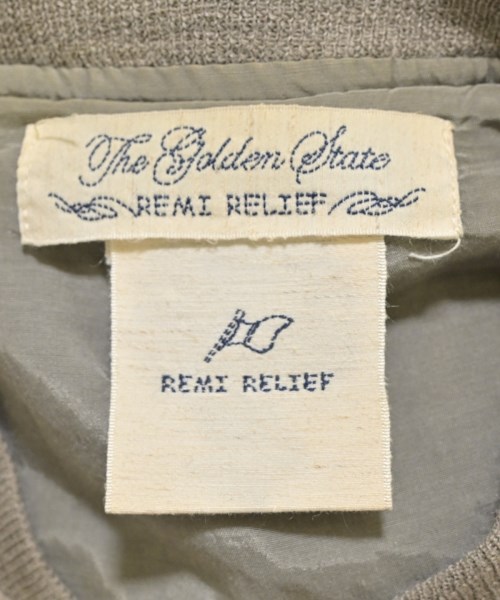 The Golden State
REMI RELIEF
REMI RELIEF